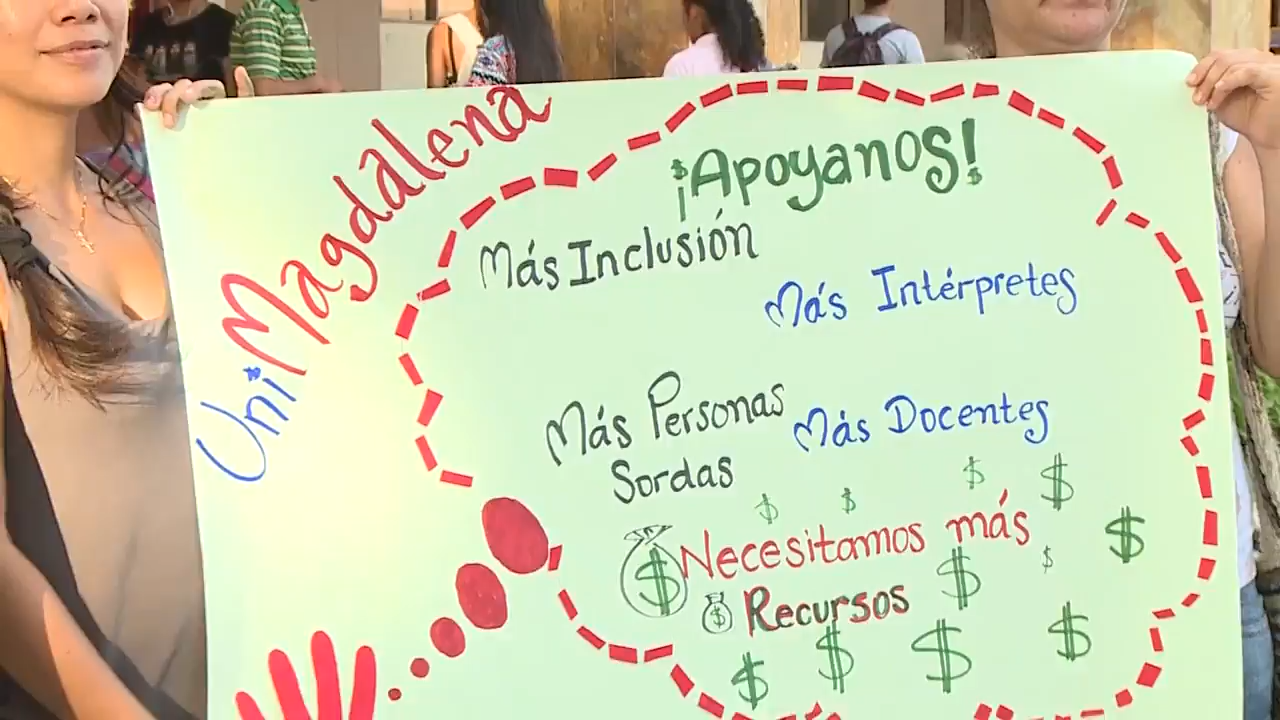 UniMagdalena
¡Apoyanos!
Más Inclusión
Más Intérpretes
Más Personas
Sordas
Más Docentes
$ $ $ $
$ Necesitamos más $ $
$ Recursos $
$ $ $ $